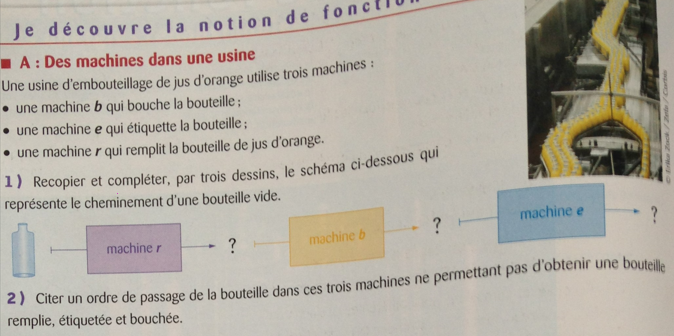 Je découvre la notion de fonction
■ A : Des machines dans une usine
Une usine d'embouteillage de jus d'orange utilise trois machines :
• une machine b qui bouche la bouteille ;
• une machine e qui étiquette la bouteille ;
• une machine r qui remplit la bouteille de jus d'orange.
1) Recopier et compléter, par trois dessins, le schéma ci-dessous qui
représente le cheminement d'une bouteille vide.
machine r ? machine b ? machine e ?
2) Citer un ordre de passage de la bouteille dans ces trois machines ne permettant pas d'obtenir une bouteille
remplie, étiquetée et bouchée.